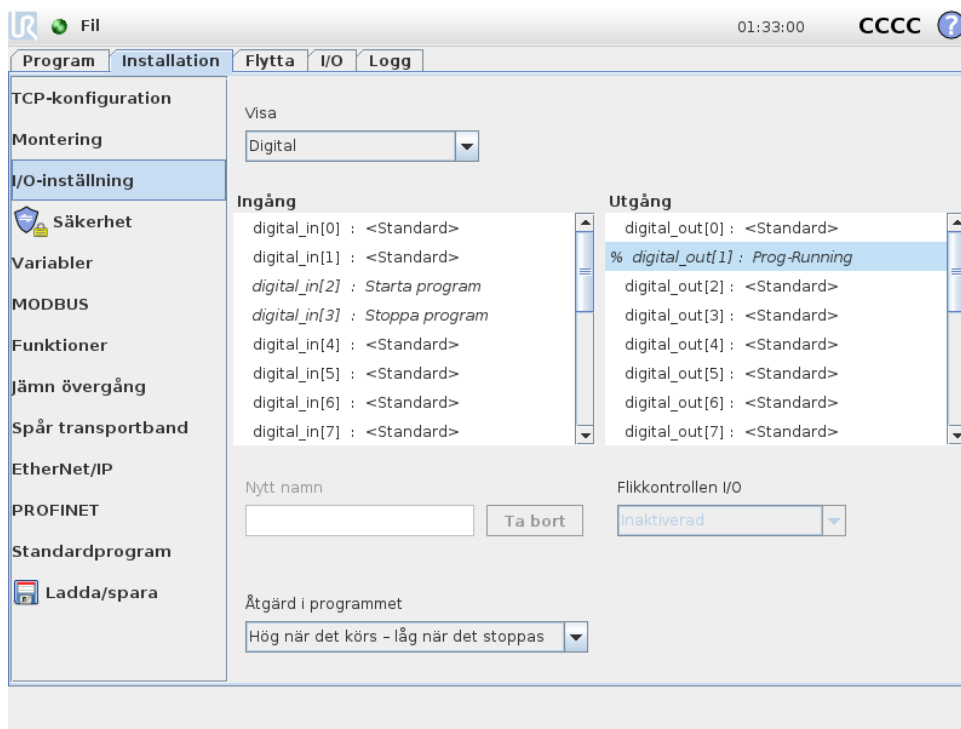 UR Fil 01:33:00 CCCC ?
Program Installation Flytta I/O Logg
TCP-konfiguration
Montering
I/O-inställning
Säkerhet
Variabler
MODBUS
Funktioner
Jämn övergång
Spår transportband
EtherNet/IP
PROFINET
Standardprogram
Ladda/spara
Visa
Digital
Ingång
digital_in[0] : <Standard>
digital_in[1] : <Standard>
digital_in[2] : Starta program
digital_in[3] : Stoppa program
digital_in[4] : <Standard>
digital_in[5] : <Standard>
digital_in[6] : <Standard>
digital_in[7] : <Standard>
Utgång
digital_out[0] : <Standard>
% digital_out[1] : Prog-Running
digital_out[2] : <Standard>
digital_out[3] : <Standard>
digital_out[4] : <Standard>
digital_out[5] : <Standard>
digital_out[6] : <Standard>
digital_out[7] : <Standard>
Nytt namn
Ta bort
Flikkontrollen I/O
Inaktiverad
Åtgärd i programmet
Hög när det körs – låg när det stoppas